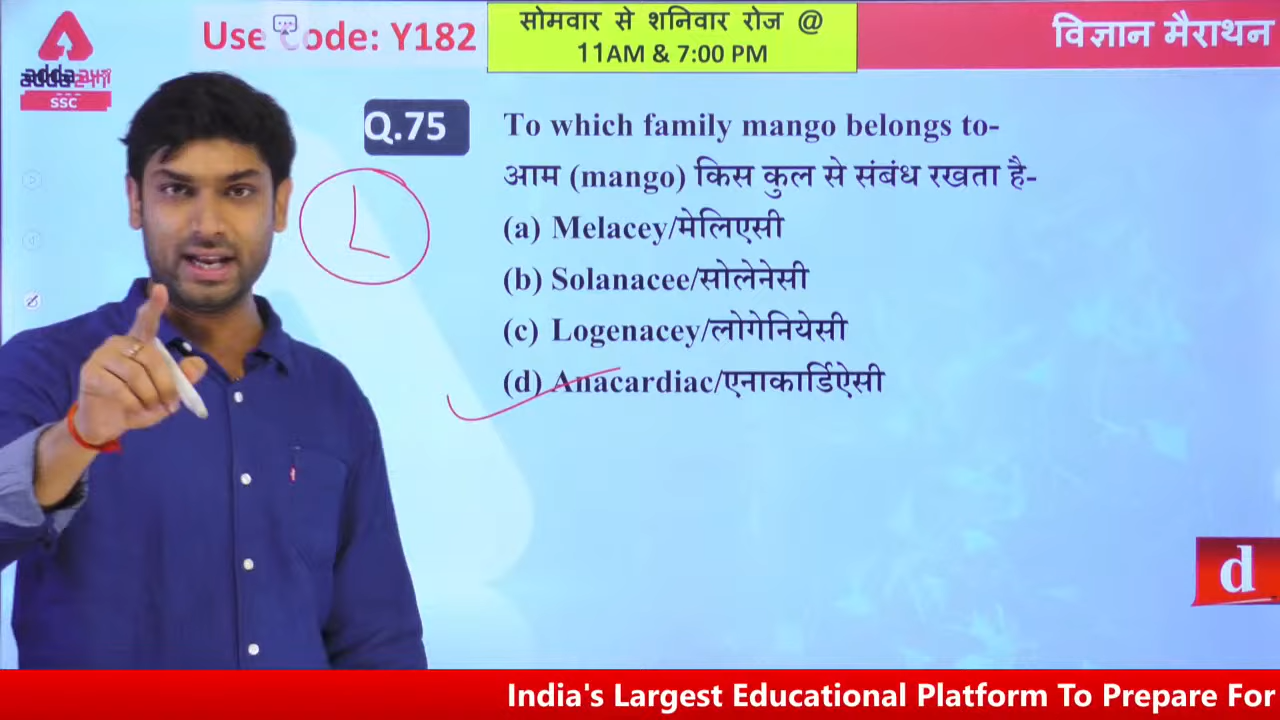 Use Code: Y182
सोमवार से शनिवार रोज @
11AM & 7:00 PM
विज्ञान मैराथन
adda247
SSC
Q.75
To which family mango belongs to-
आम (mango) किस कुल से संबंध रखता है-
(a) Melacey/मेलिएसी
(b) Solanacee/सोलेनेसी
(c) Logenacey/लोगेनियेसी
(d) Anacardiac/एनाकार्डिऐसी
d
India's Largest Educational Platform To Prepare For